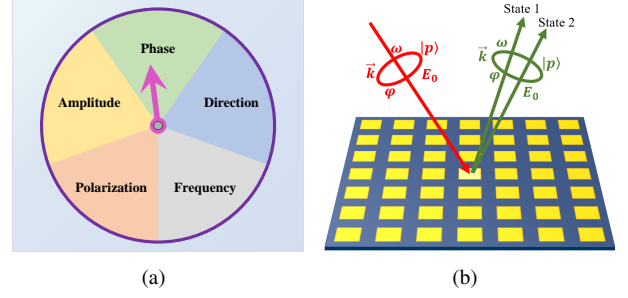 Phase
Amplitude
Direction
Polarization
Frequency
(a)
State 1
State 2
ω
|p⟩
k⃗
E₀
φ
ω
|p⟩
k⃗
E₀
φ
(b)